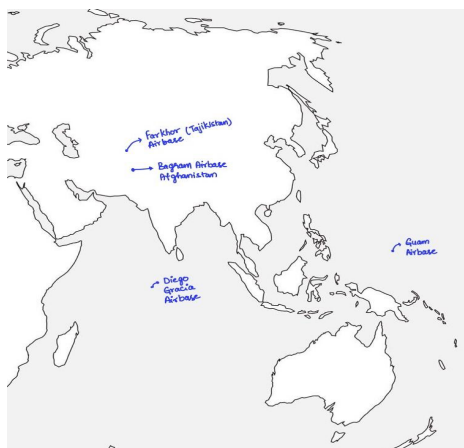 Farkhor (Tajikistan)
Airbase
Bagram Airbase
Afghanistan
Guam
Airbase
Diego
Gracia
Airbase